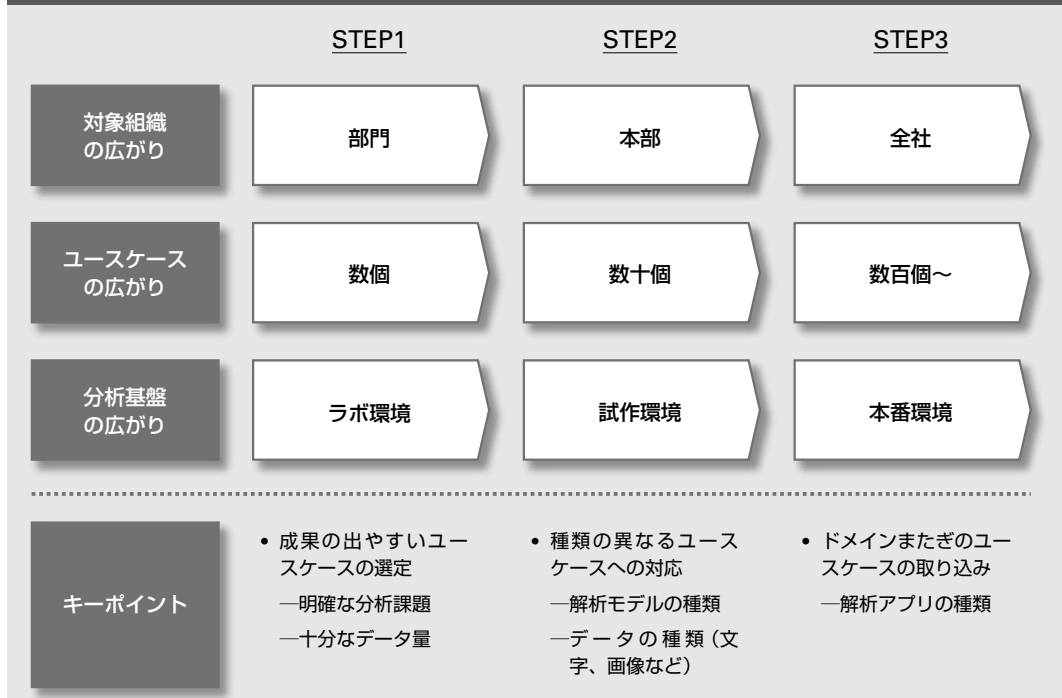 STEP1
STEP2
STEP3
対象組織
の広がり
部門
本部
全社
ユースケース
の広がり
数個
数十個
数百個～
分析基盤
の広がり
ラボ環境
試作環境
本番環境
キーポイント
• 成果の出やすいユー
スケースの選定
―明確な分析課題
―十分なデータ量
• 種類の異なるユース
ケースへの対応
―解析モデルの種類
―データの種類（文
字、画像など）
• ドメインまたぎのユー
スケースの取り込み
―解析アプリの種類